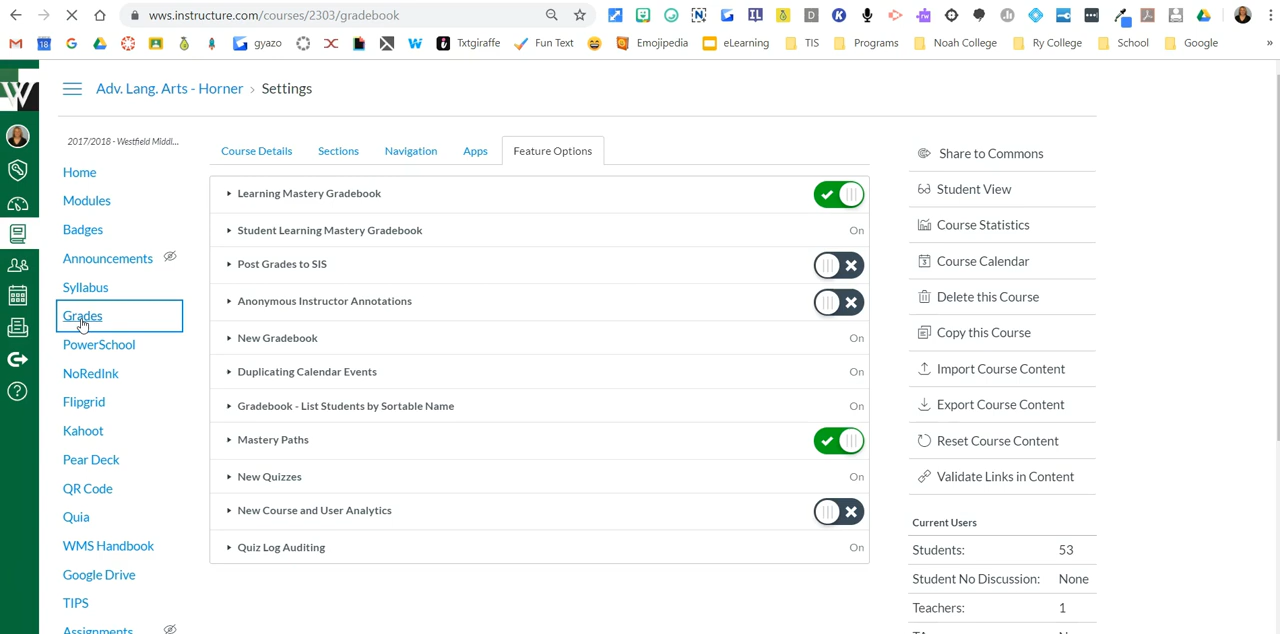 wws.instructure.com/courses/2303/gradebook
gyazo
Txtgiraffe
Fun Text
Emojipedia
eLearning
TIS
Programs
Noah College
Ry College
School
Google
»
W
Adv. Lang. Arts - Horner > Settings
2017/2018 - Westfield Middl...
Home
Modules
Badges
Announcements
Syllabus
Grades
PowerSchool
NoRedInk
Flipgrid
Kahoot
Pear Deck
QR Code
Quia
WMS Handbook
Google Drive
TIPS
Assignments
Course Details
Sections
Navigation
Apps
Feature Options
Learning Mastery Gradebook
Student Learning Mastery Gradebook On
Post Grades to SIS
Anonymous Instructor Annotations
New Gradebook On
Duplicating Calendar Events On
Gradebook - List Students by Sortable Name On
Mastery Paths
New Quizzes On
New Course and User Analytics
Quiz Log Auditing On
Share to Commons
Student View
Course Statistics
Course Calendar
Delete this Course
Copy this Course
Import Course Content
Export Course Content
Reset Course Content
Validate Links in Content
Current Users
Students: 53
Student No Discussion: None
Teachers: 1